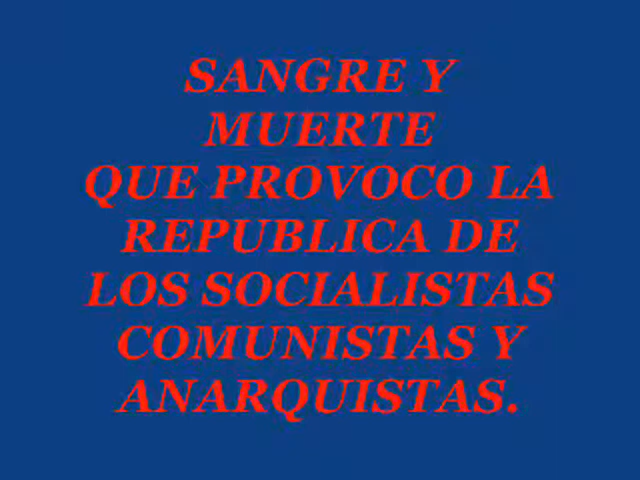 SANGRE Y
MUERTE
QUE PROVOCO LA
REPUBLICA DE
LOS SOCIALISTAS
COMUNISTAS Y
ANARQUISTAS.